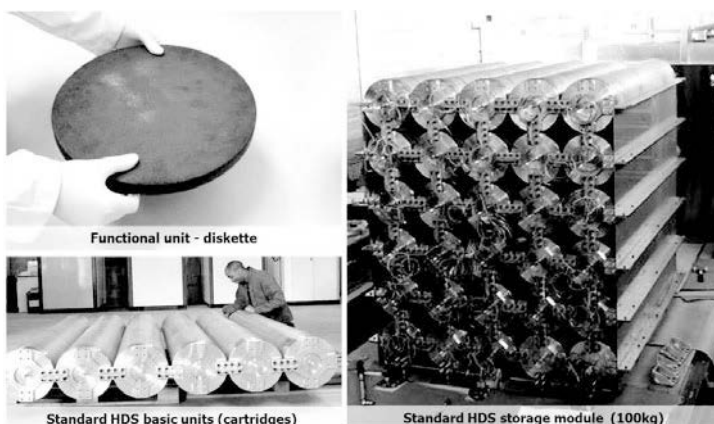 Functional unit - diskette
Standard HDS basic units (cartridges)
Standard HDS storage module (100kg)